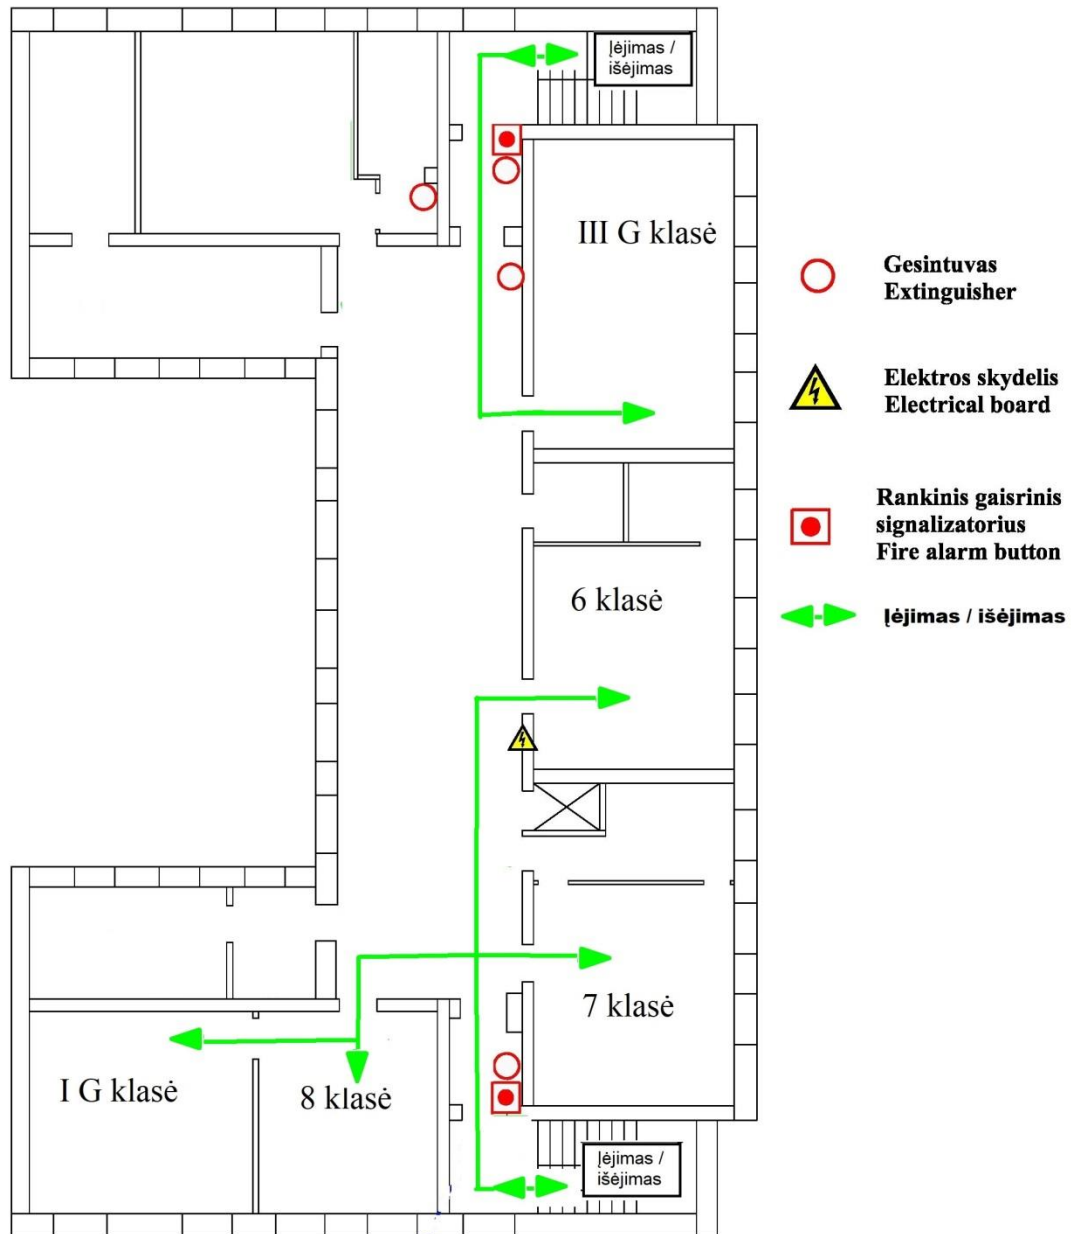 Įėjimas /
išėjimas
III G klasė
Gesintuvas
Extinguisher
Elektros skydelis
Electrical board
Rankinis gaisrinis
signalizatorius
Fire alarm button
6 klasė
Įėjimas / išėjimas
7 klasė
I G klasė
8 klasė
Įėjimas /
išėjimas